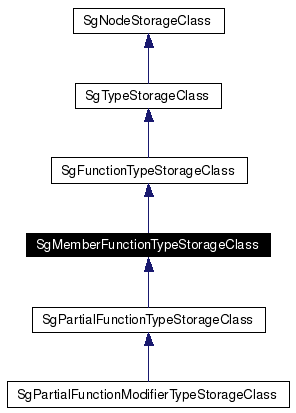 SgNodeStorageClass
SgTypeStorageClass
SgFunctionTypeStorageClass
SgMemberFunctionTypeStorageClass
SgPartialFunctionTypeStorageClass
SgPartialFunctionModifierTypeStorageClass